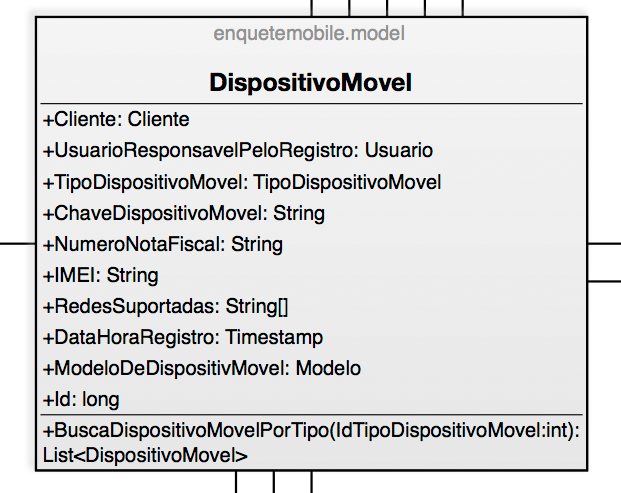 enquetemobile.model
DispositivoMovel
+Cliente: Cliente
+UsuarioResponsavelPeloRegistro: Usuario
+TipoDispositivoMovel: TipoDispositivoMovel
+ChaveDispositivoMovel: String
+NumeroNotaFiscal: String
+IMEI: String
+RedesSuportadas: String[]
+DataHoraRegistro: Timestamp
+ModeloDeDispositivMovel: Modelo
+Id: long
+BuscaDispositivoMovelPorTipo(IdTipoDispositivoMovel:int):
List<DispositivoMovel>